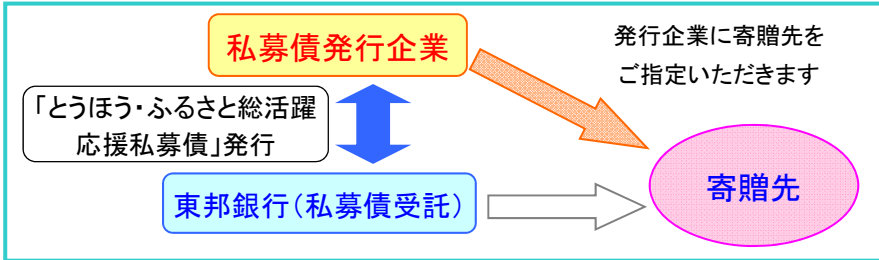 私募債発行企業
発行企業に寄贈先を
ご指定いただきます
「とうほう・ふるさと総活躍
応援私募債」発行
東邦銀行(私募債受託)
寄贈先